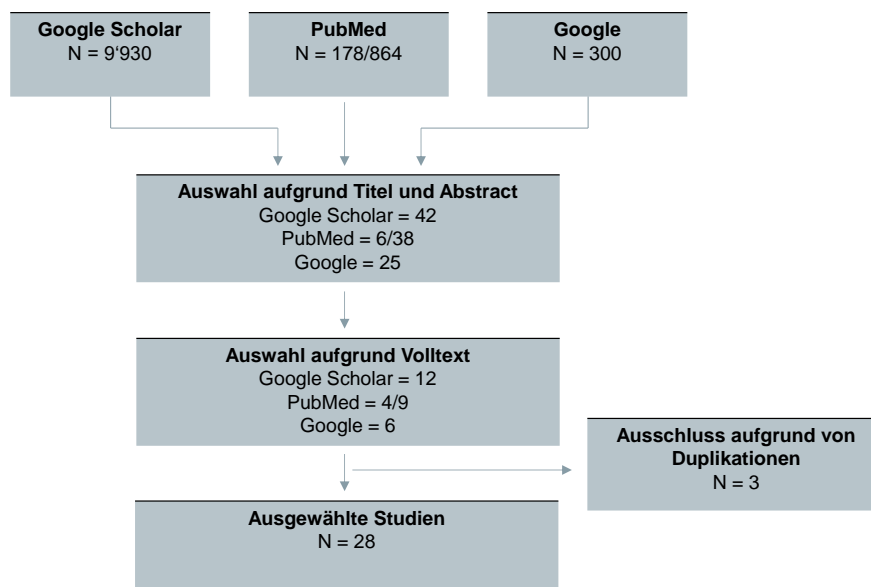 Google Scholar
N = 9‘930
PubMed
N = 178/864
Google
N = 300
Auswahl aufgrund Titel und Abstract
Google Scholar = 42
PubMed = 6/38
Google = 25
Auswahl aufgrund Volltext
Google Scholar = 12
PubMed = 4/9
Google = 6
Ausschluss aufgrund von
Duplikationen
N = 3
Ausgewählte Studien
N = 28